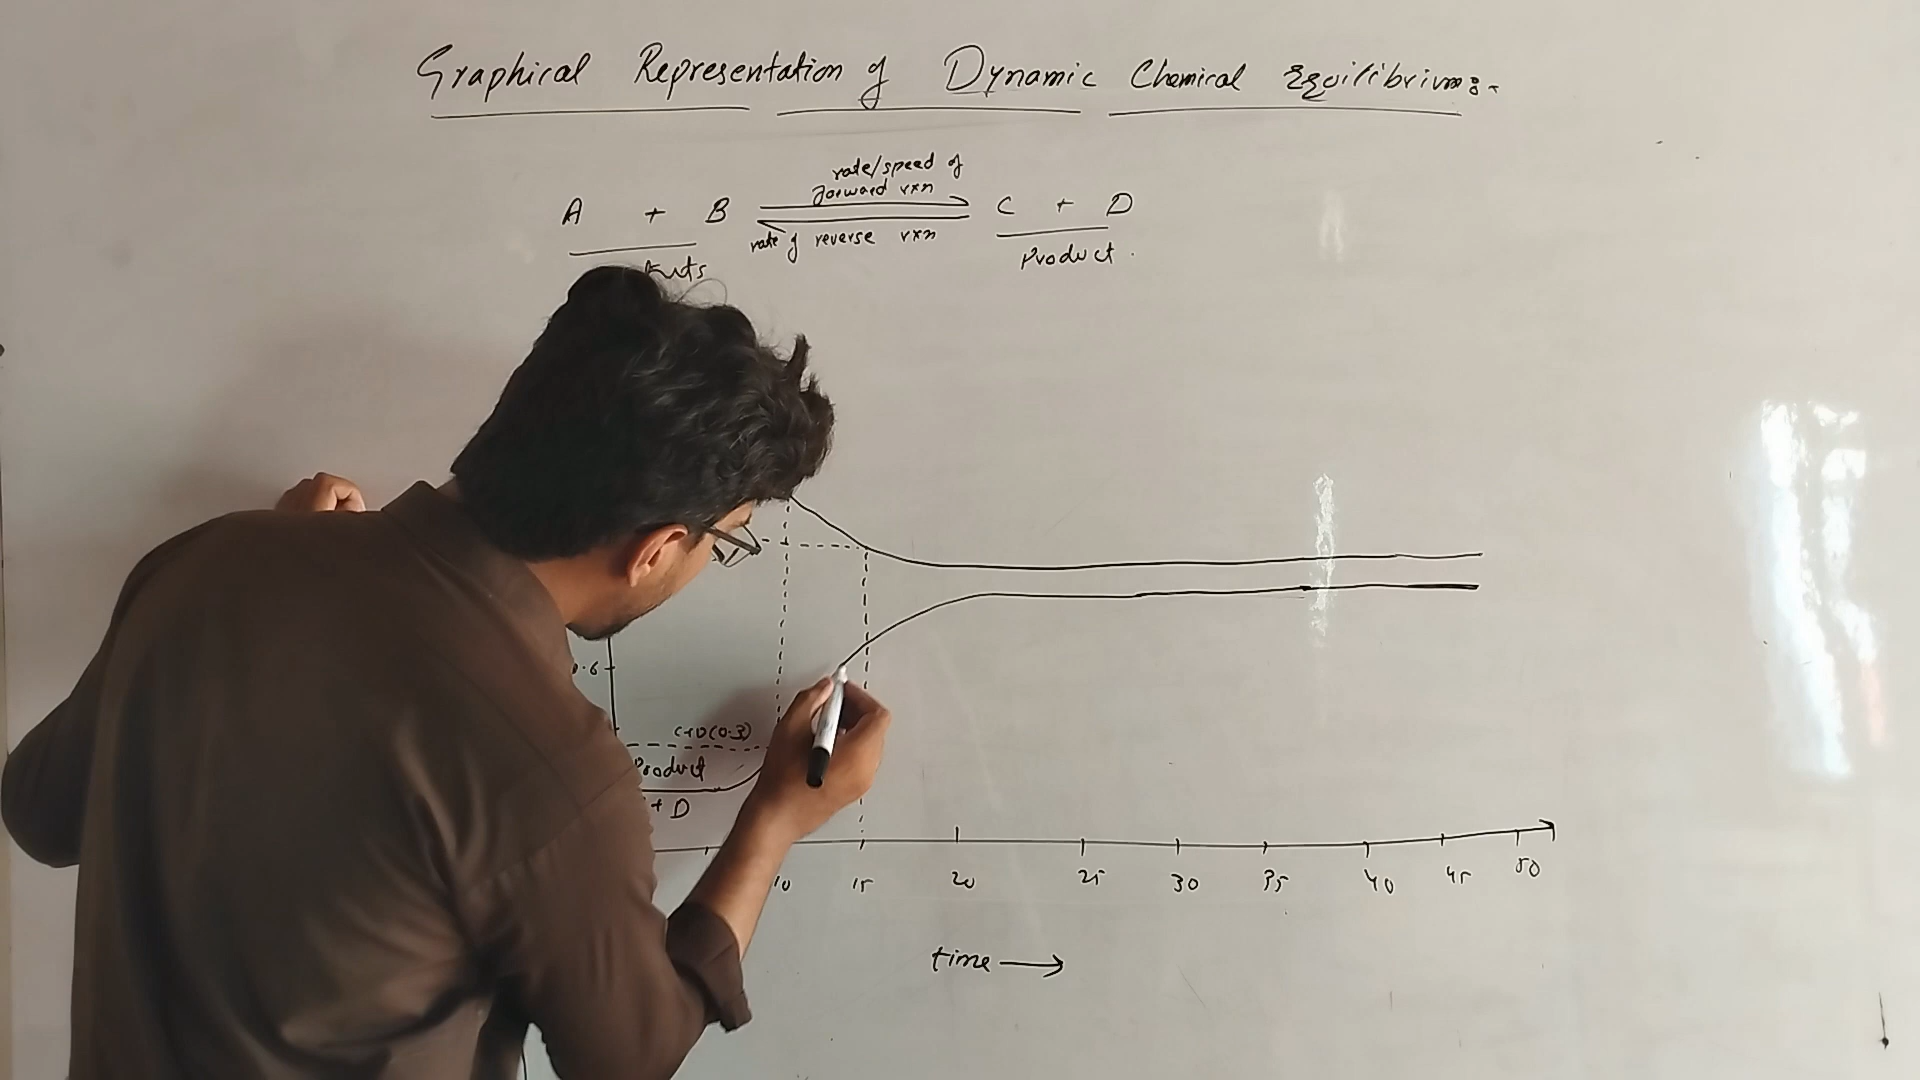 Graphical Representation of Dynamic Chemical Equilibrium:-
rate/speed of
forward rxn
A + B ⇌ C + D
rate of reverse rxn
Product.
0.6
C+D(0.3)
Product
+ D
10 15 20 25 30 35 40 45 50
time →